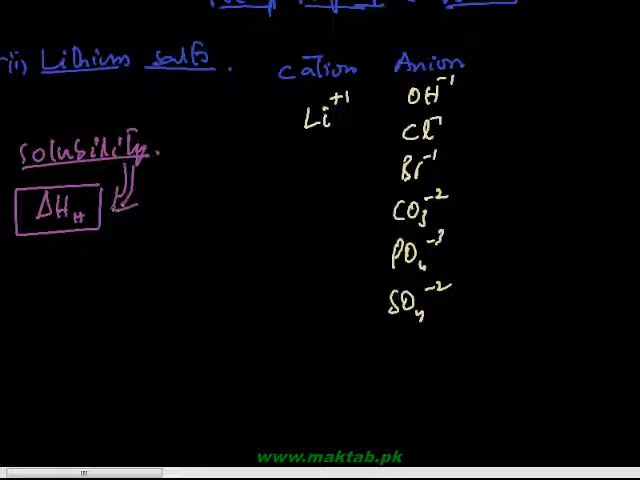 ii) Lithium salts.
Cation Anion
Li+1
OH-1
Cl-1
Br-1
CO3-2
PO4-3
SO4-2
Solubility.
ΔHH
www.maktab.pk